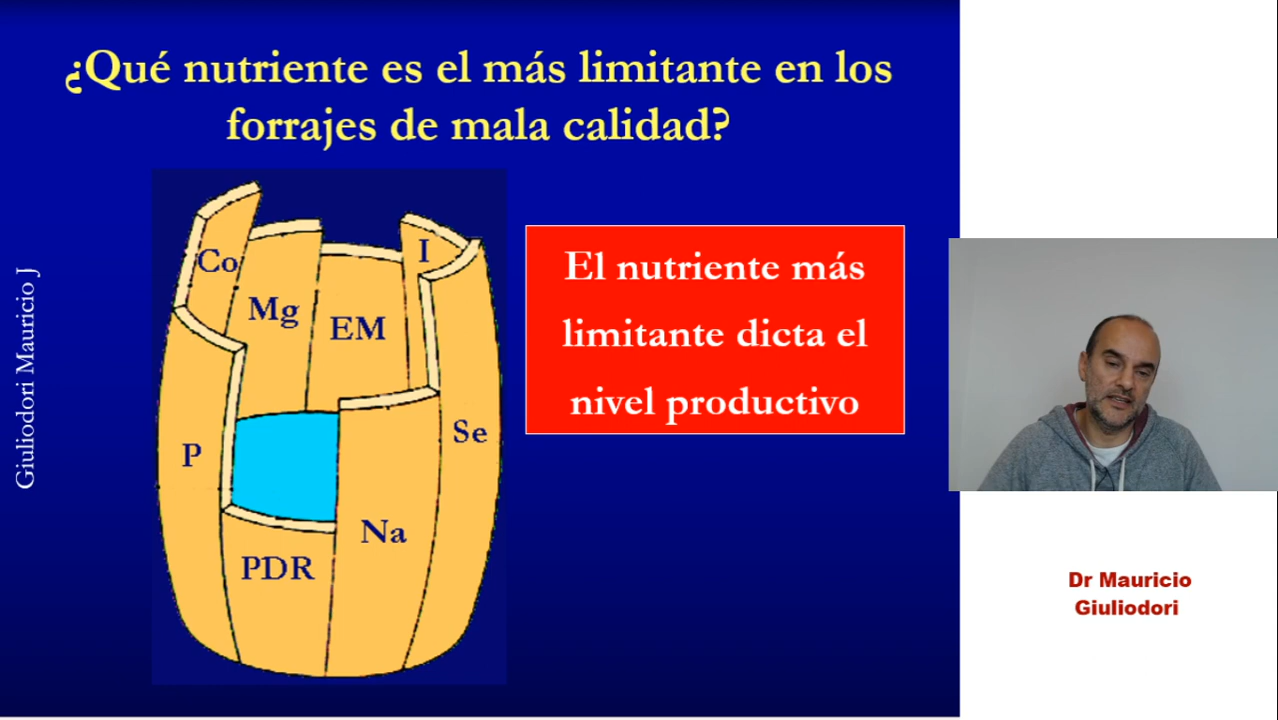 ¿Qué nutriente es el más limitante en los
forrajes de mala calidad?
Giuliodori Mauricio J
Co
Mg
EM
I
P
Se
Na
PDR
El nutriente más
limitante dicta el
nivel productivo
Dr Mauricio
Giuliodori